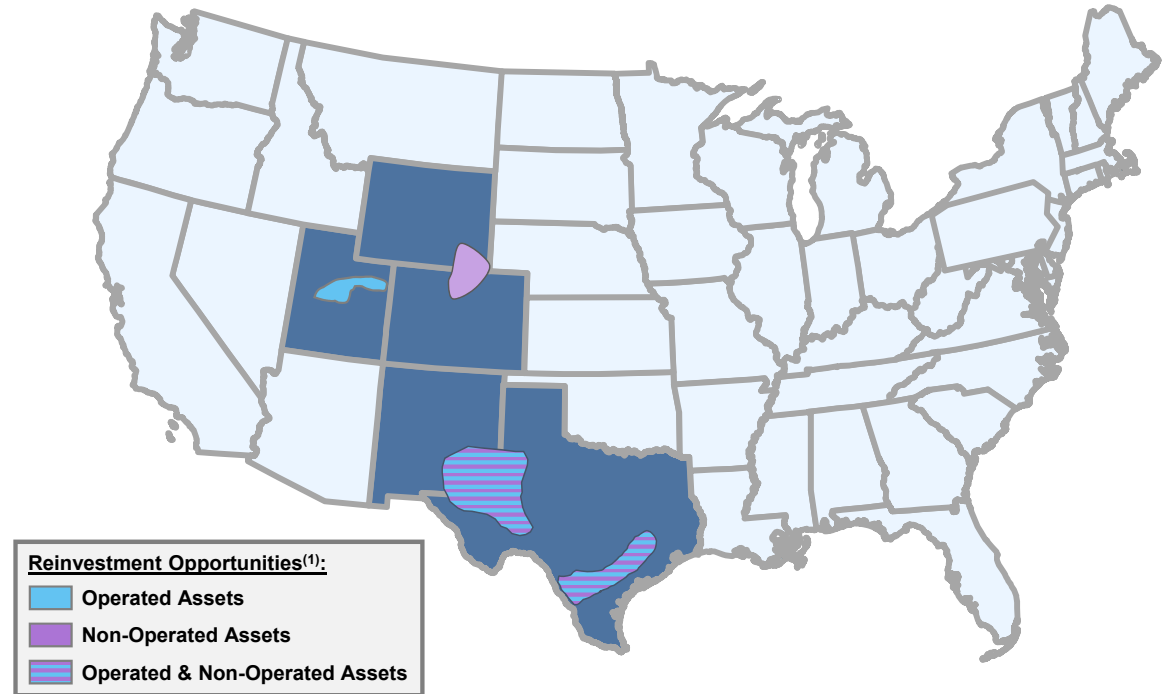 Reinvestment Opportunities(1):
Operated Assets
Non-Operated Assets
Operated & Non-Operated Assets